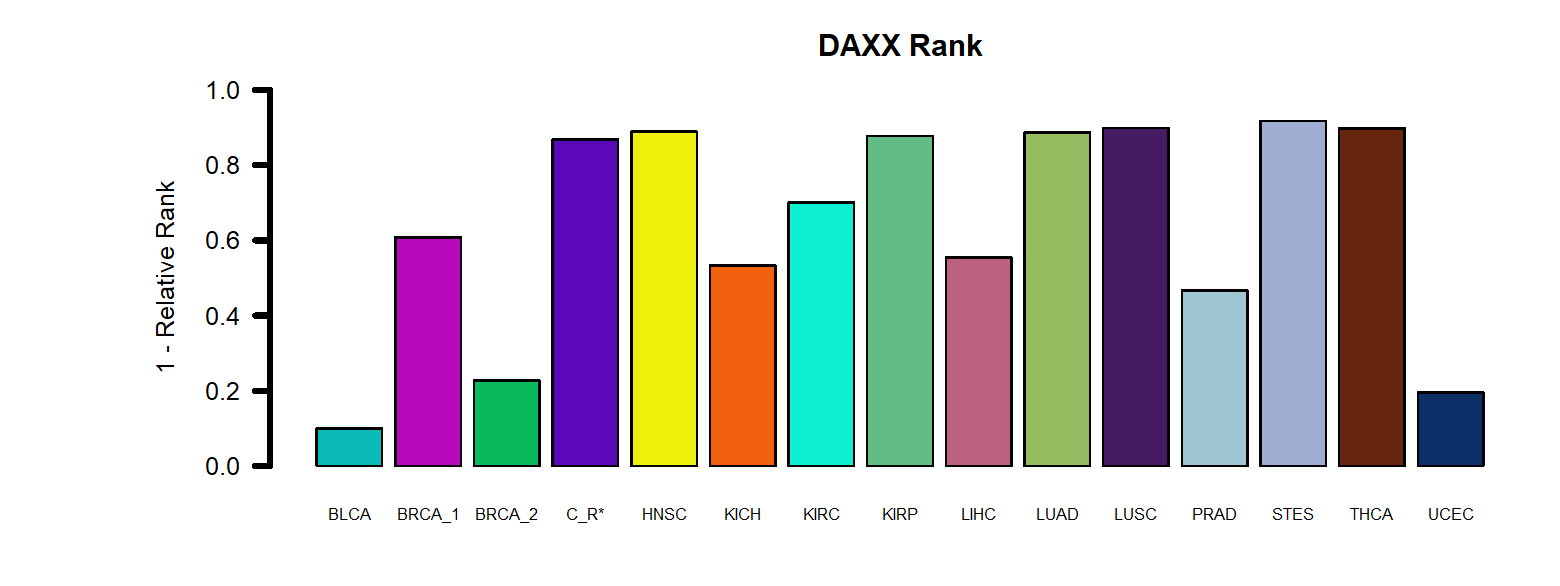 DAXX Rank
1 - Relative Rank
1.0
0.8
0.6
0.4
0.2
0.0
BLCA BRCA_1 BRCA_2 C_R* HNSC KICH KIRC KIRP LIHC LUAD LUSC PRAD STES THCA UCEC